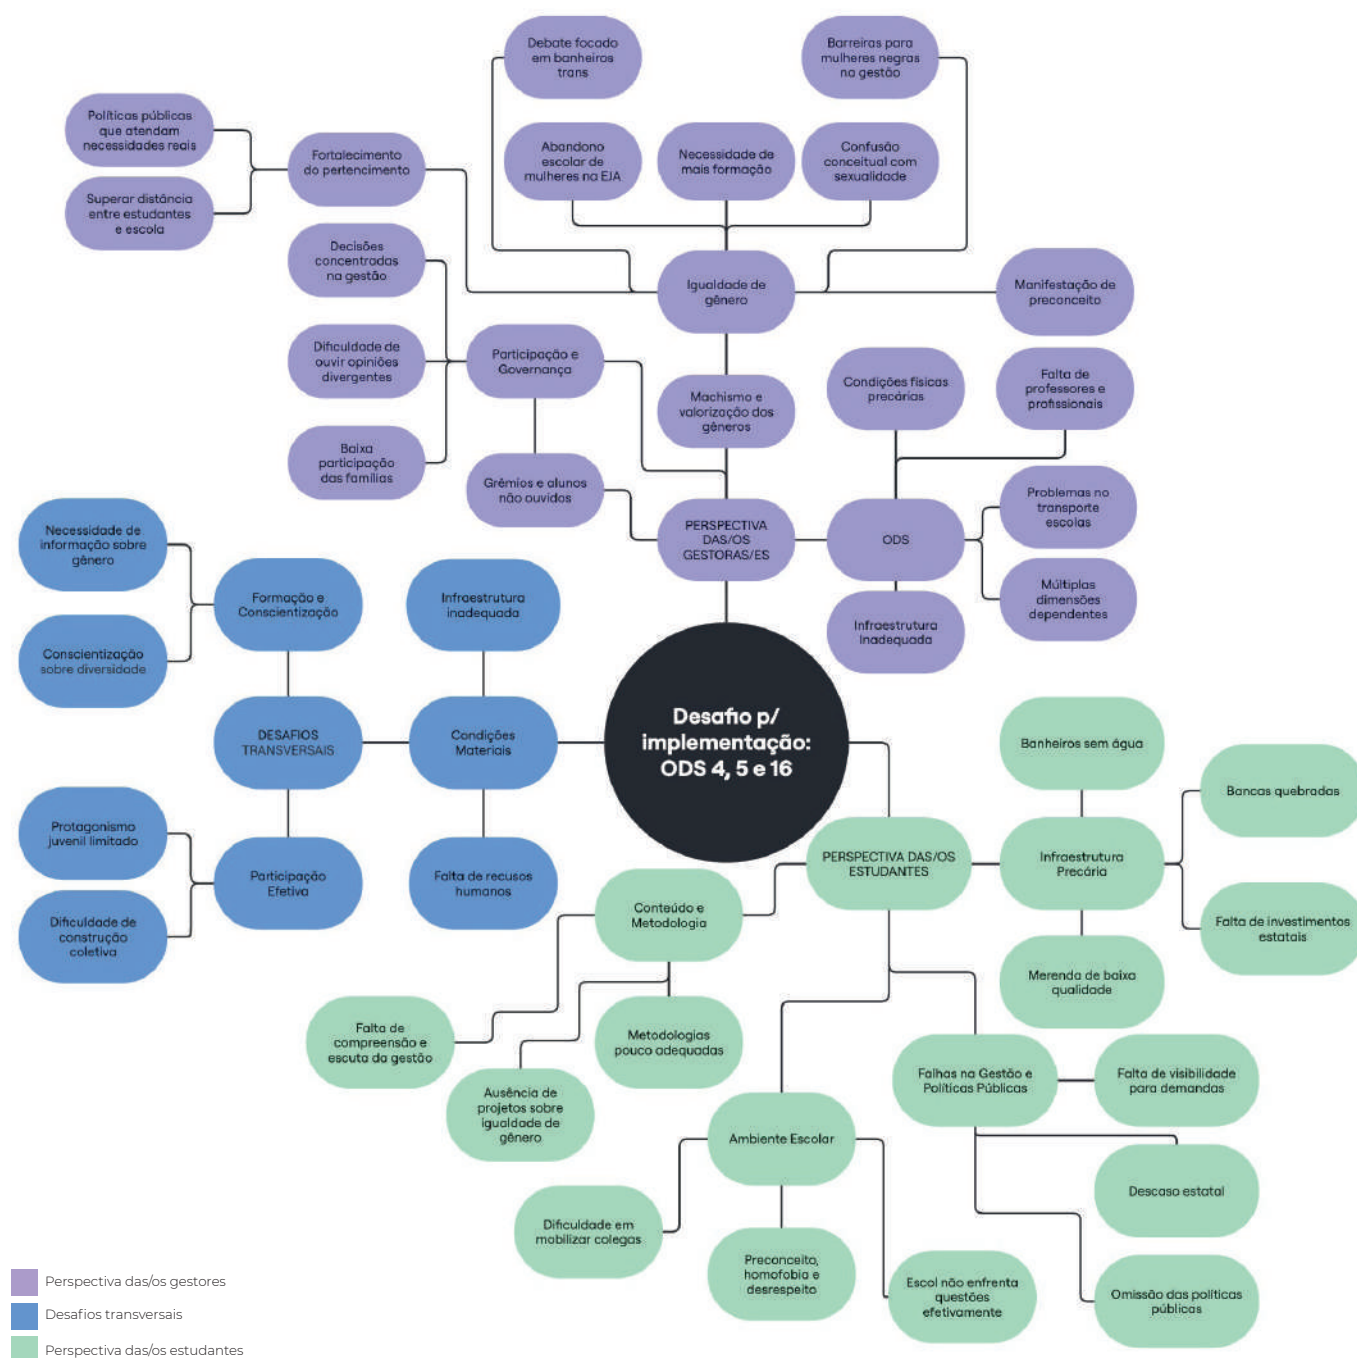 Debate focado
em banheiros
trans
Barreiras para
mulheres negras
na gestão
Políticas públicas
que atendam
necessidades reais
Fortalecimento
do pertencimento
Abandono
escolar de
mulheres na EJA
Necessidade de
mais formação
Confusão
conceitual com
sexualidade
Superar distância
entre estudantes
e escola
Decisões
concentradas
na gestão
Igualdade de
gênero
Manifestação de
preconceito
Dificuldade de
ouvir opiniões
divergentes
Participação e
Governança
Machismo e
valorização dos
gêneros
Condições físicas
precárias
Falta de
professores e
profissionais
Baixa
participação
das famílias
Grêmios e alunos
não ouvidos
PERSPECTIVA
DAS/OS
GESTORAS/ES
ODS
Problemas no
transporte
escolas
Múltiplas
dimensões
dependentes
Infraestrutura
Inadequada
Necessidade de
informação sobre
gênero
Formação e
Conscientização
Infraestrutura
inadequada
Conscientização
sobre diversidade
DESAFIOS
TRANSVERSAIS
Condições
Materiais
Desafio p/
implementação:
ODS 4, 5 e 16
Protagonismo
juvenil limitado
Participação
Efetiva
Falta de recusos
humanos
Dificuldade de
construção
coletiva
Banheiros sem água
Bancas quebradas
PERSPECTIVA DAS/OS
ESTUDANTES
Infraestrutura
Precária
Falta de investimentos
estatais
Merenda de baixa
qualidade
Conteúdo e
Metodologia
Falta de
compreensão e
escuta da gestão
Metodologias
pouco adequadas
Ausência de
projetos sobre
igualdade de
gênero
Falhas na Gestão e
Políticas Públicas
Falta de visibilidade
para demandas
Ambiente Escolar
Descaso estatal
Dificuldade em
mobilizar colegas
Preconceito,
homofobia e
desrespeito
Escol não enfrenta
questões
efetivamente
Omissão das políticas
públicas
Perspectiva das/os gestores
Desafios transversais
Perspectiva das/os estudantes